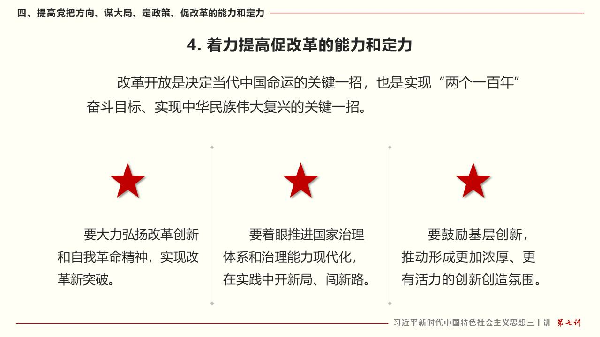 四、提高党把方向、谋大局、定政策、促改革的能力和定力
4. 着力提高促改革的能力和定力
改革开放是决定当代中国命运的关键一招，也是实现“两个一百年”
奋斗目标、实现中华民族伟大复兴的关键一招。
要大力弘扬改革创新
和自我革命精神，实现改
革新突破。
要着眼推进国家治理
体系和治理能力现代化，
在实践中开新局、闯新路。
要鼓励基层创新，
推动形成更加浓厚、更
有活力的创新创造氛围。
习近平新时代中国特色社会主义思想三十讲 第七讲